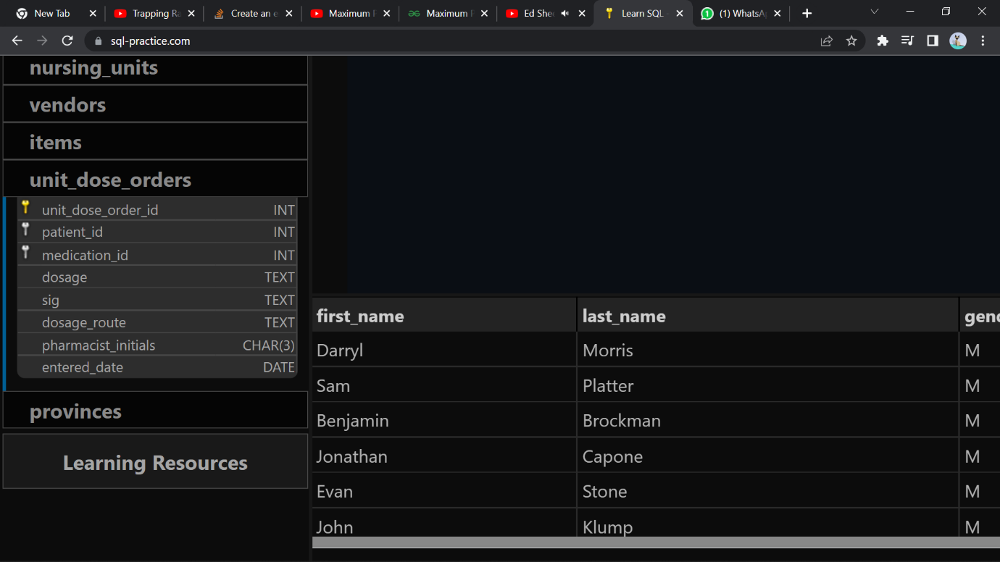 New Tab
Trapping Ra
Create an e
Maximum
Maximum
Ed Shee
Learn SQL
(1) WhatsAp
sql-practice.com
nursing_units
vendors
items
unit_dose_orders
unit_dose_order_id INT
patient_id INT
medication_id INT
dosage TEXT
sig TEXT
dosage_route TEXT
pharmacist_initials CHAR(3)
entered_date DATE
provinces
Learning Resources
first_name last_name gend
Darryl Morris M
Sam Platter M
Benjamin Brockman M
Jonathan Capone M
Evan Stone M
John Klump M